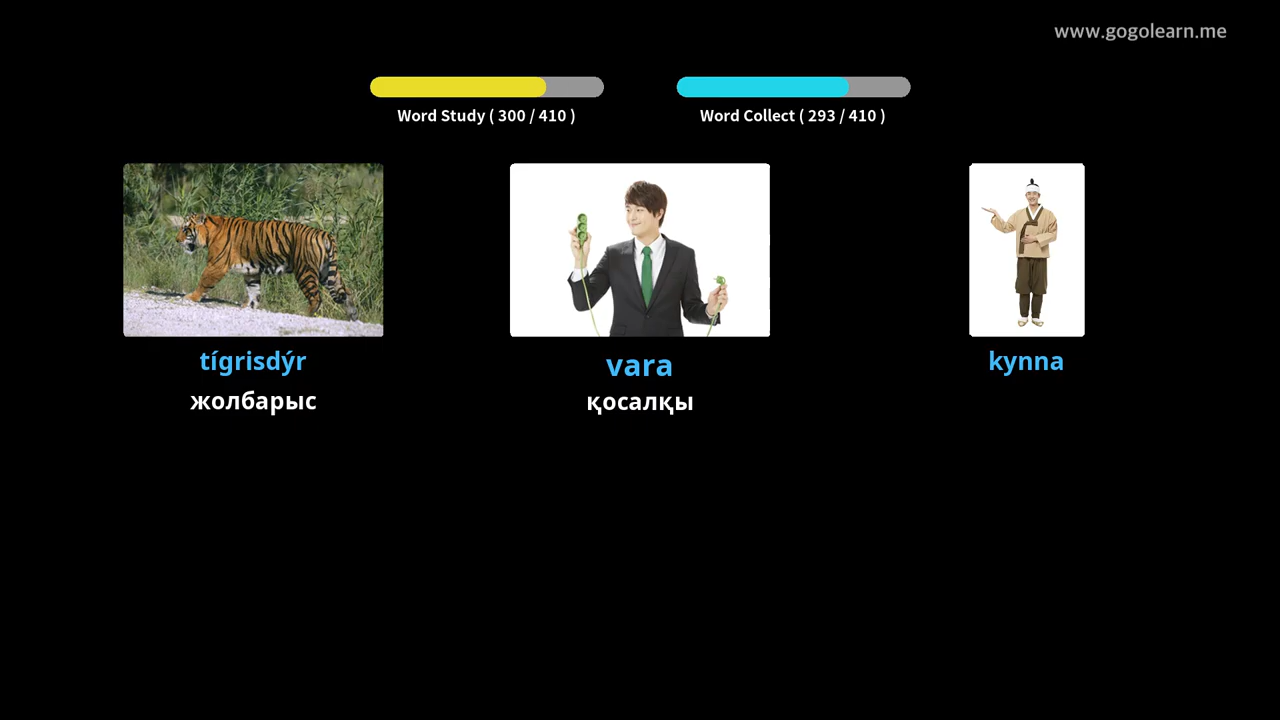 www.gogolearn.me
Word Study ( 300 / 410 )
Word Collect ( 293 / 410 )
tígrisdýr
жолбарыс
vara
қосалқы
kynna